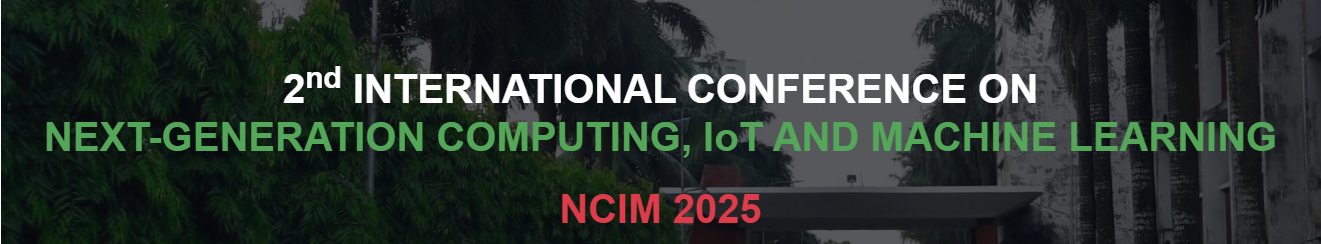 2nd INTERNATIONAL CONFERENCE ON
NEXT-GENERATION COMPUTING, IoT AND MACHINE LEARNING
NCIM 2025